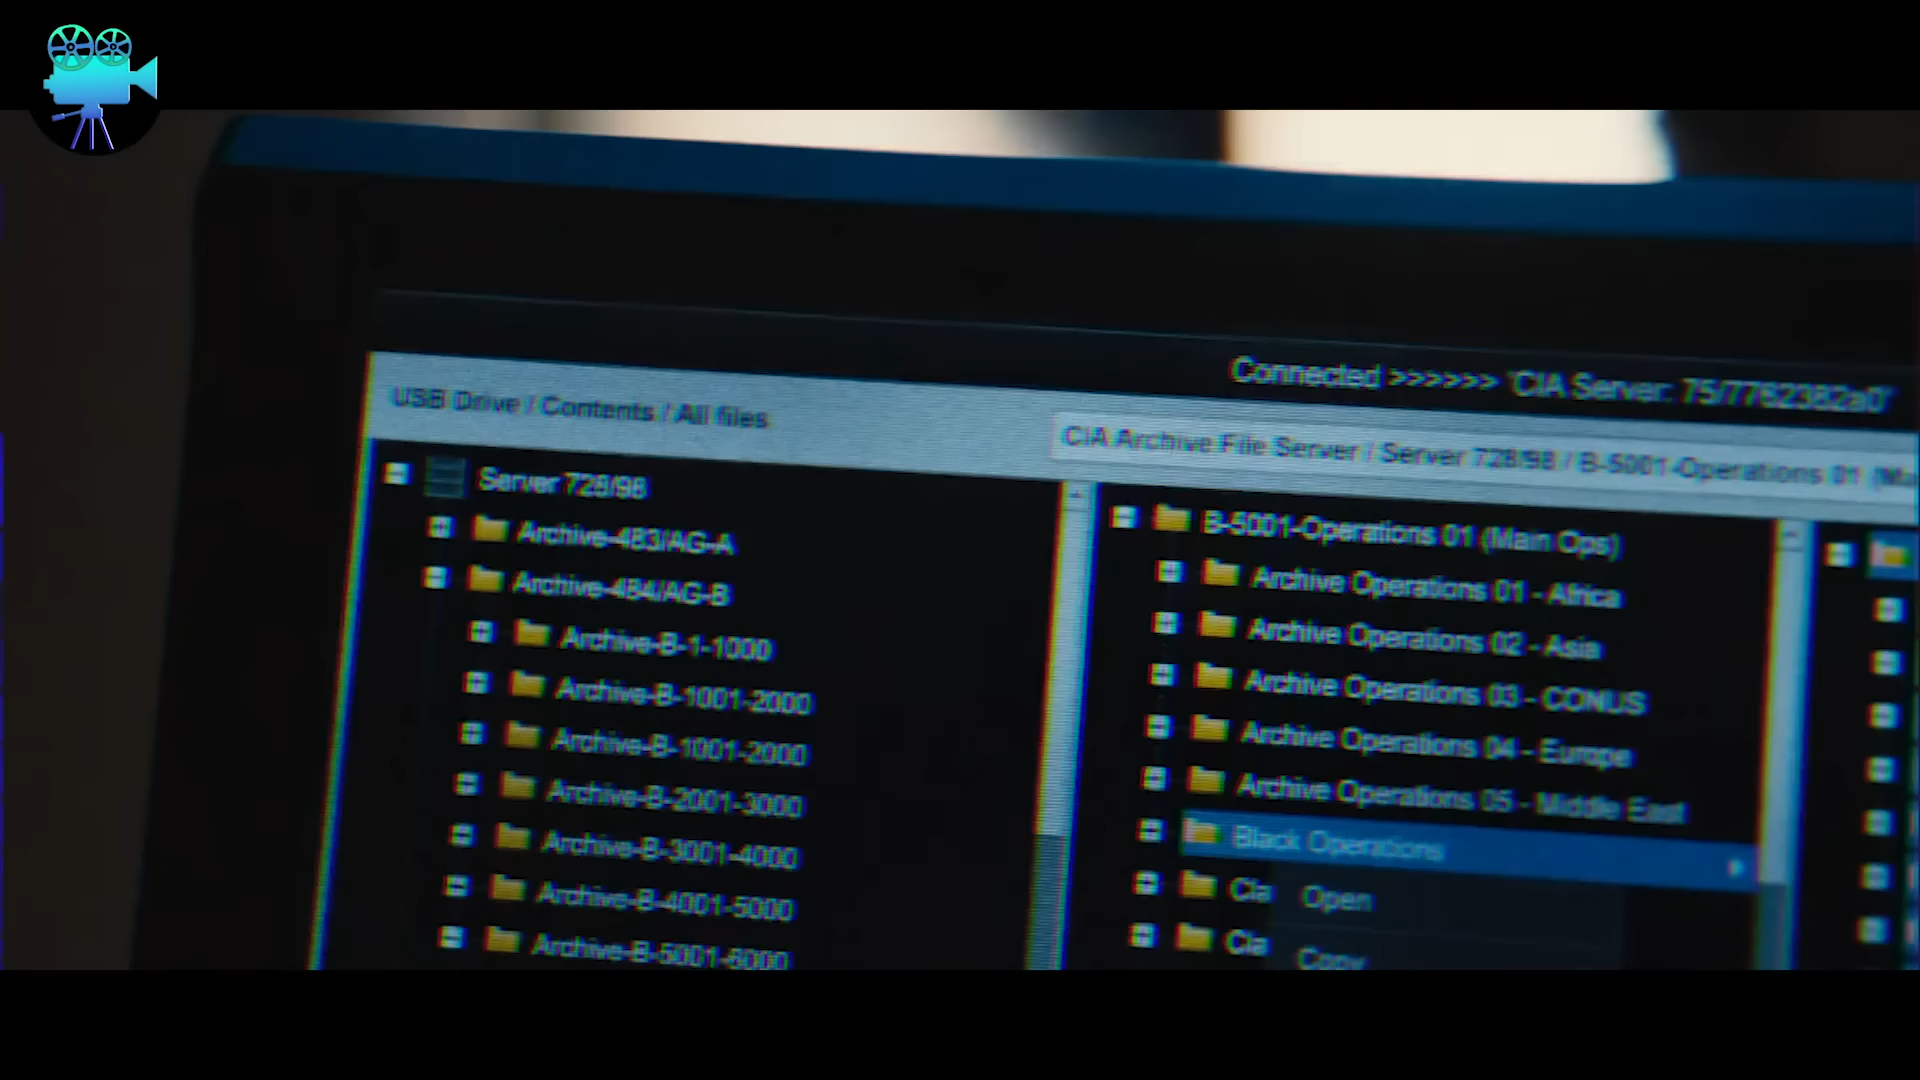 Connected >>>>>> 'CIA Server: 75/7762382a0'
USB Drive / Contents / All files
CIA Archive File Server / Server 728/98 / B-5001-Operations 01
Server 728/98
Archive-483/AG-A
Archive-484/AG-B
Archive-B-1-1000
Archive-B-1001-2000
Archive-B-1001-2000
Archive-B-2001-3000
Archive-B-3001-4000
Archive-B-4001-5000
Archive-B-5001-6000
B-5001-Operations 01 (Main Ops)
Archive Operations 01 - Africa
Archive Operations 02 - Asia
Archive Operations 03 - CONUS
Archive Operations 04 - Europe
Archive Operations 05 - Middle East
Black Operations
Cla
Open
Cla
Copy